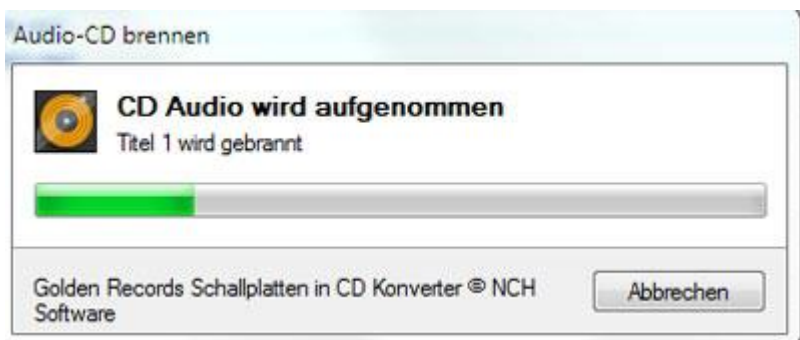 Audio-CD brennen
CD Audio wird aufgenommen
Titel 1 wird gebrannt
Golden Records Schallplatten in CD Konverter © NCH
Software
Abbrechen